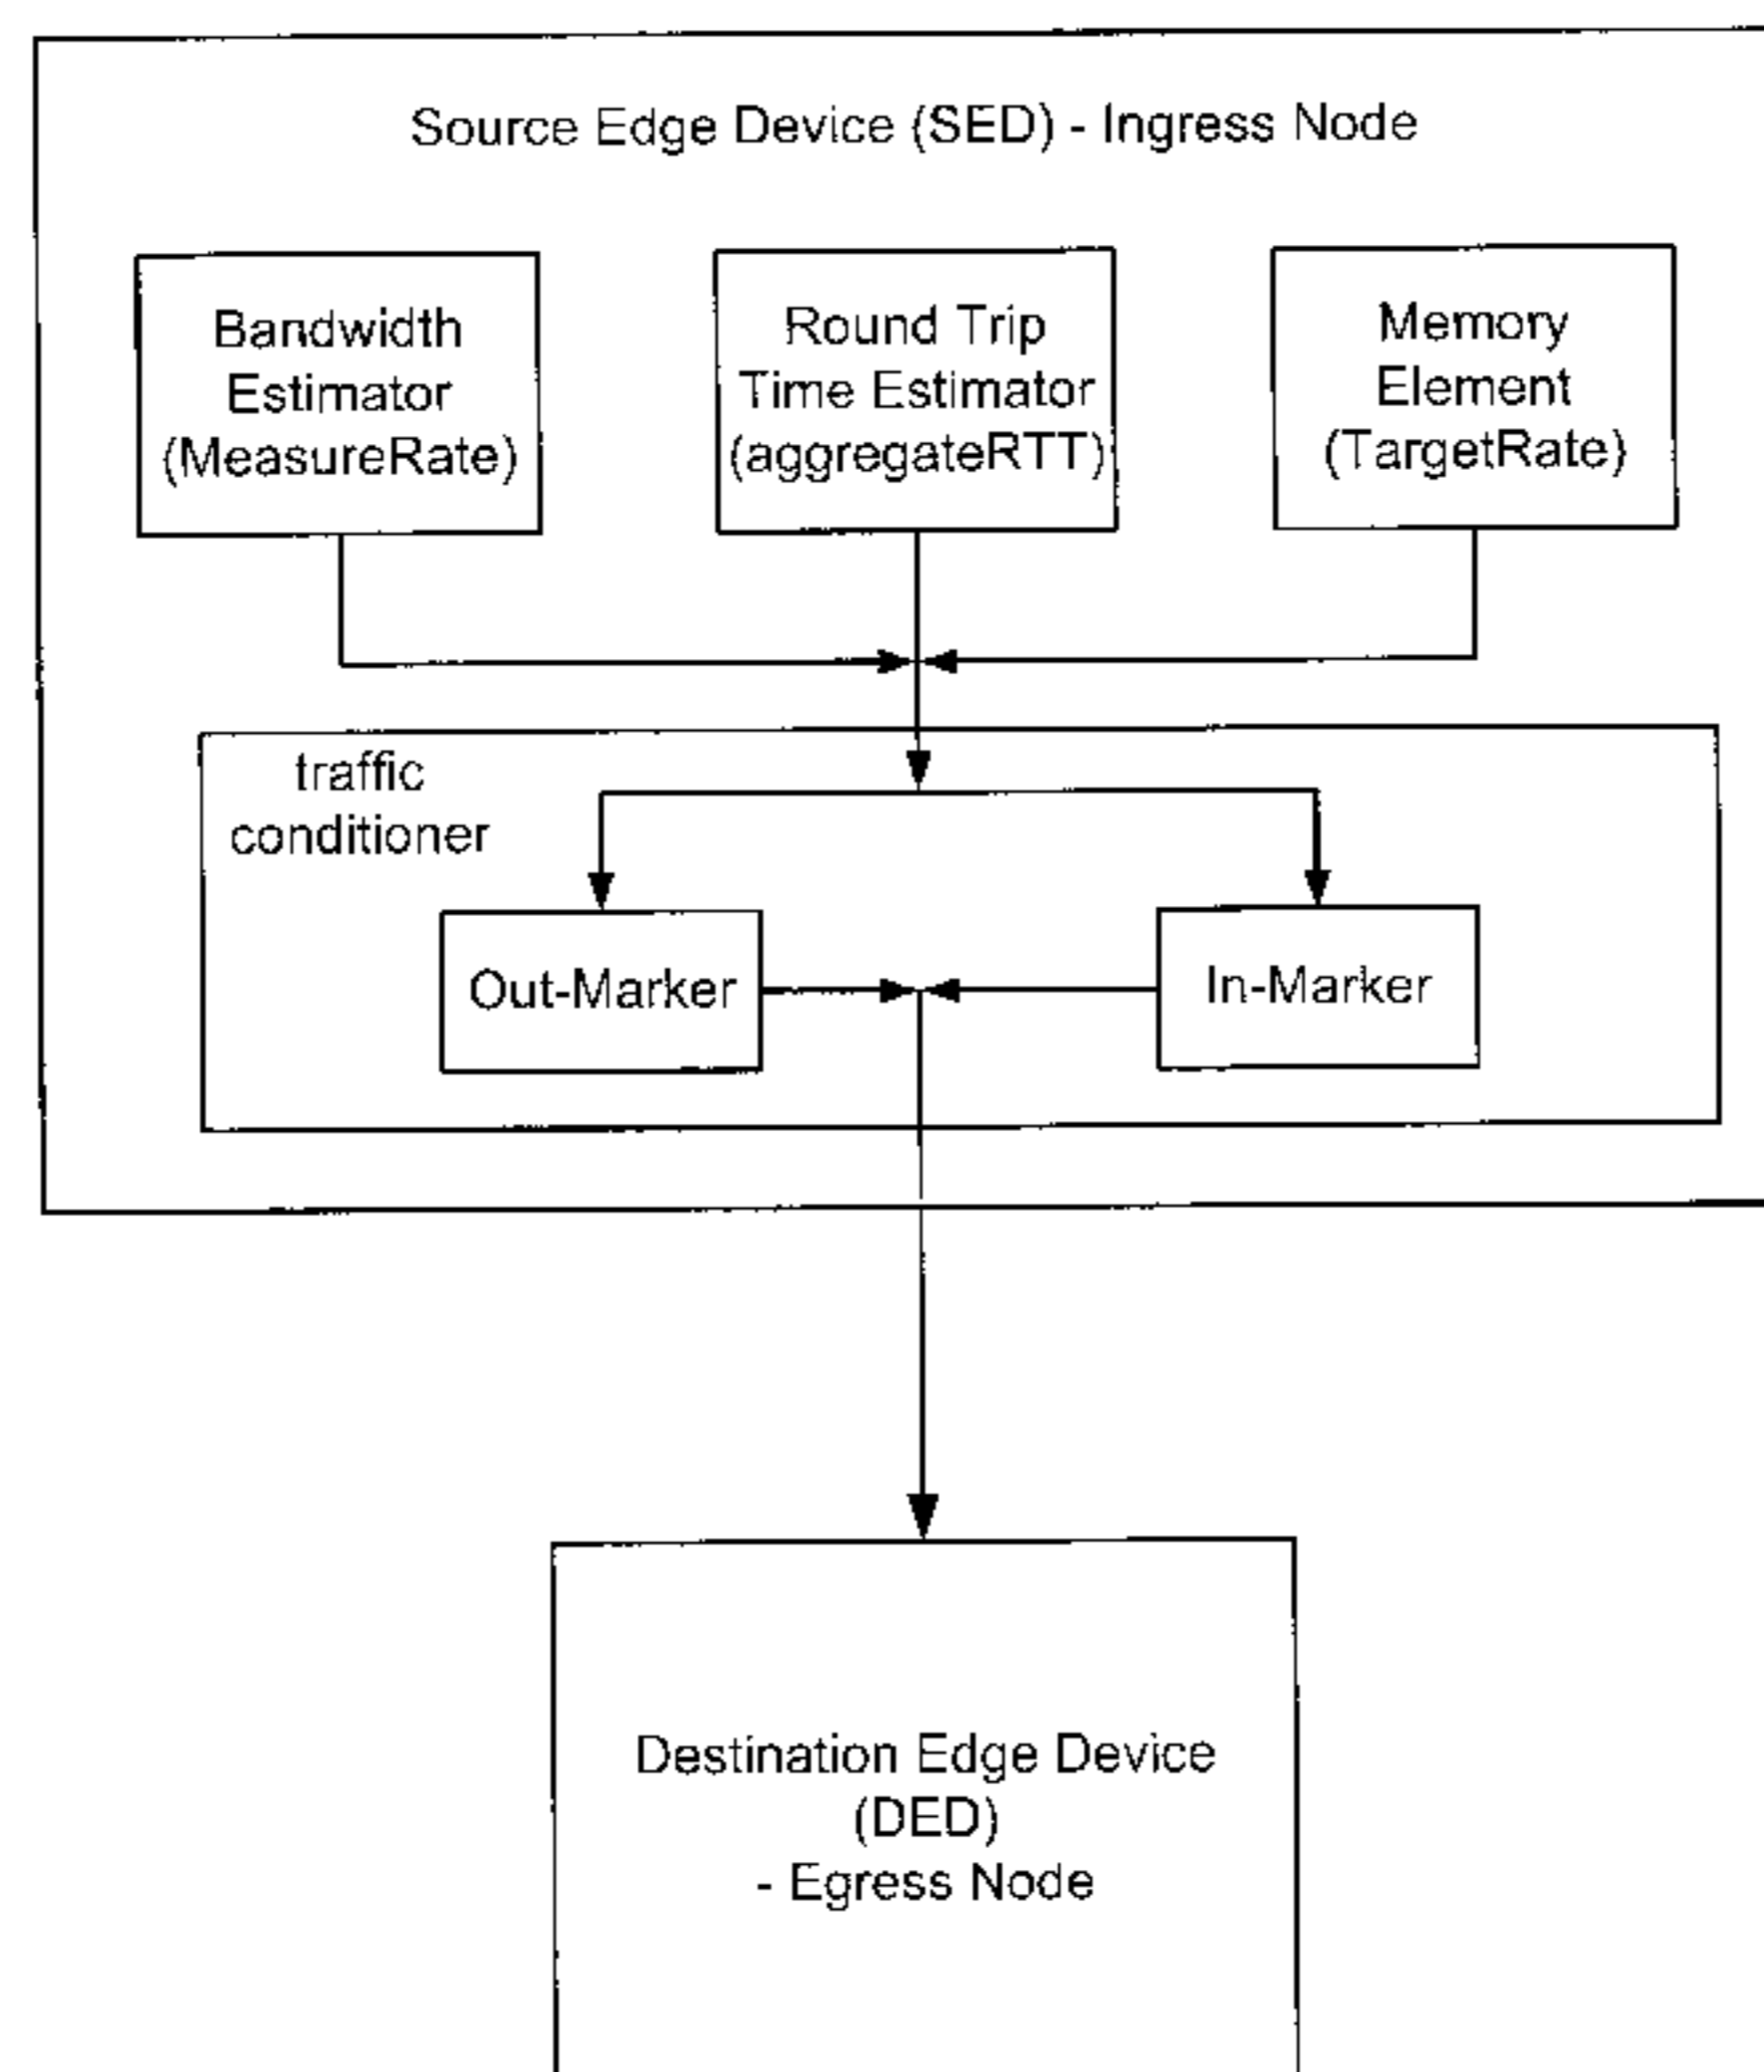 Source Edge Device (SED) - Ingress Node
Bandwidth
Estimator
(MeasureRate)
Round Trip
Time Estimator
(aggregateRTT)
Memory
Element
(TargetRate)
traffic
conditioner
Out-Marker
In-Marker
Destination Edge Device
(DED)
- Egress Node